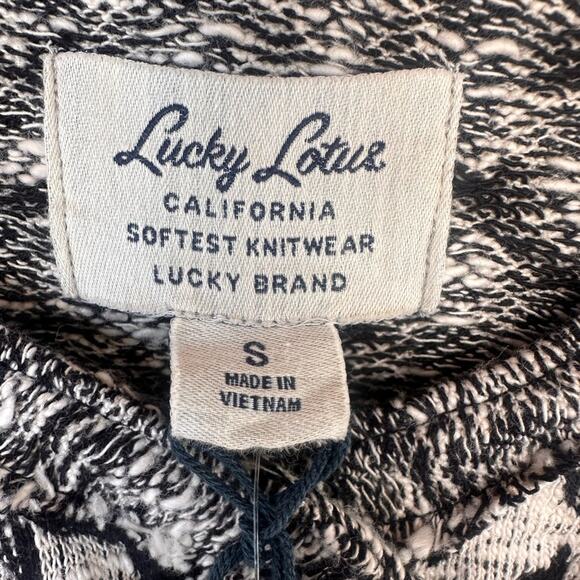 Lucky Lotus
CALIFORNIA
SOFTEST KNITWEAR
LUCKY BRAND
S
MADE IN
VIETNAM